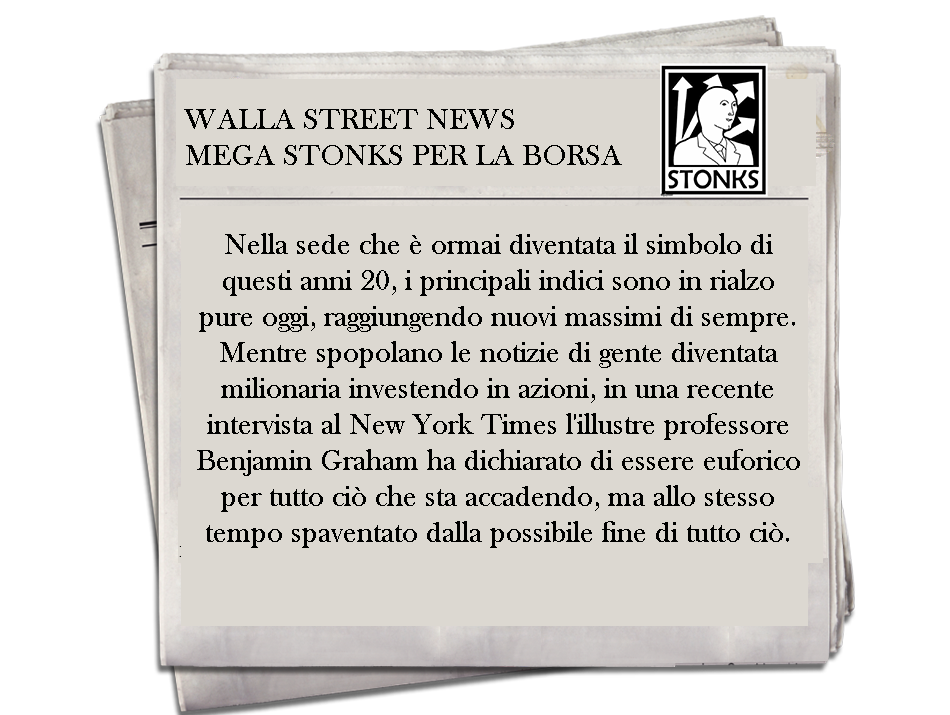 WALLA STREET NEWS
MEGA STONKS PER LA BORSA
STONKS
Nella sede che è ormai diventata il simbolo di
questi anni 20, i principali indici sono in rialzo
pure oggi, raggiungendo nuovi massimi di sempre.
Mentre spopolano le notizie di gente diventata
milionaria investendo in azioni, in una recente
intervista al New York Times l'illustre professore
Benjamin Graham ha dichiarato di essere euforico
per tutto ciò che sta accadendo, ma allo stesso
tempo spaventato dalla possibile fine di tutto ciò.